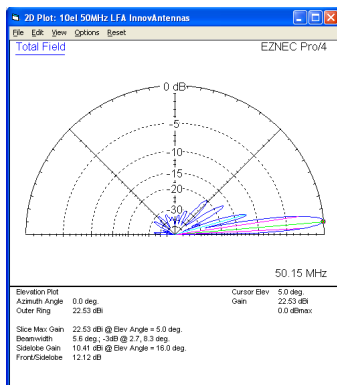 2D Plot: 10el 50MHz LFA InnovAntennas
File Edit View Options Reset
Total Field EZNEC Pro/4
0 dB
-5
-10
-15
-20
-30
50.15 MHz
Elevation Plot Cursor Elev 5.0 deg.
Azimuth Angle 0.0 deg. Gain 22.53 dBi
Outer Ring 22.53 dBi 0.0 dBmax
Slice Max Gain 22.53 dBi @ Elev Angle = 5.0 deg.
Beamwidth 5.6 deg.; -3dB @ 2.7, 8.3 deg.
Sidelobe Gain 10.41 dBi @ Elev Angle = 16.0 deg.
Front/Sidelobe 12.12 dB